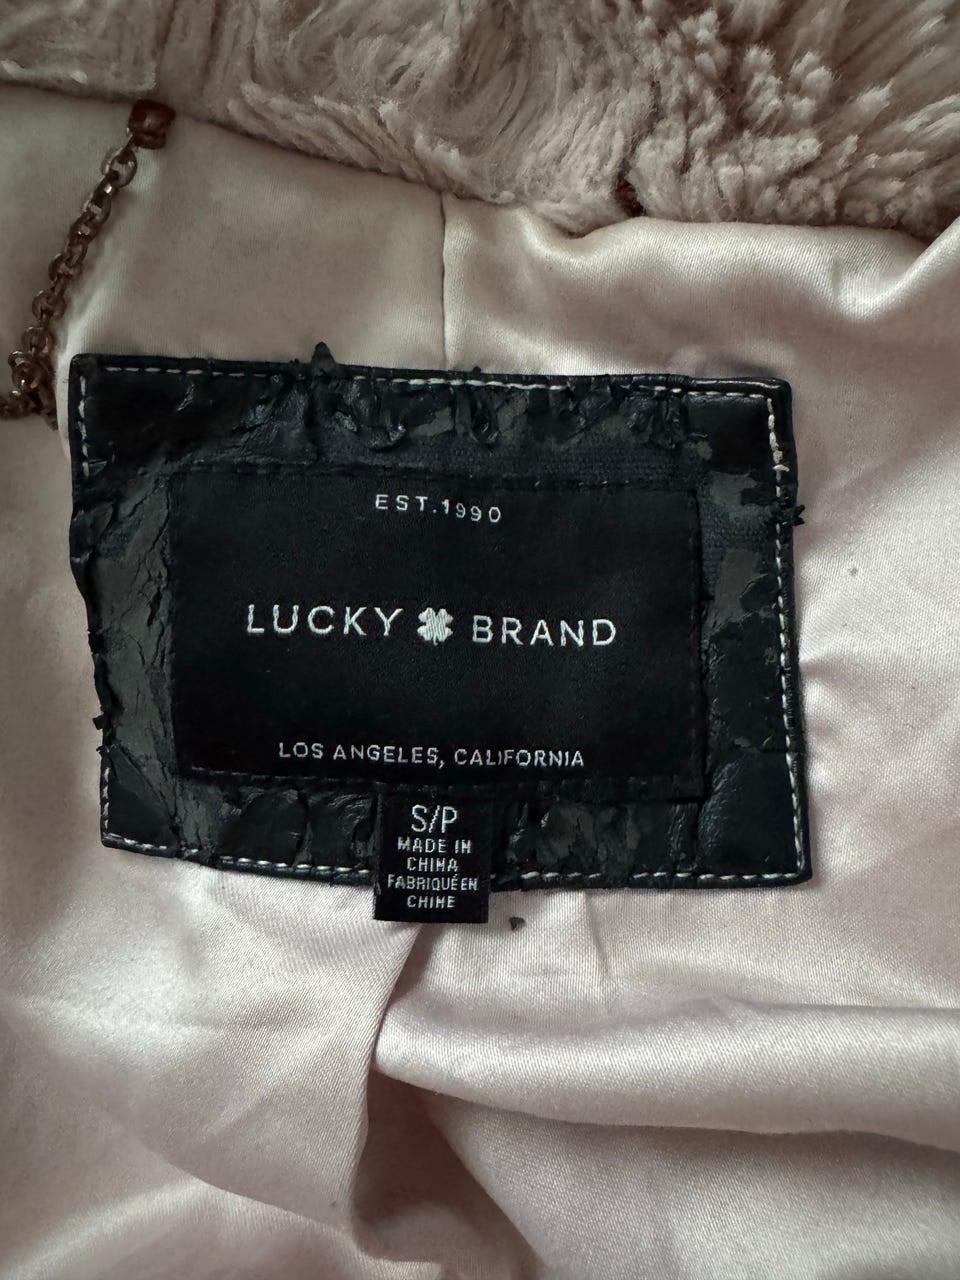 EST.1990
LUCKY BRAND
LOS ANGELES, CALIFORNIA
S/P
MADE IN
CHINA
FABRIQUÉ EN
CHINE